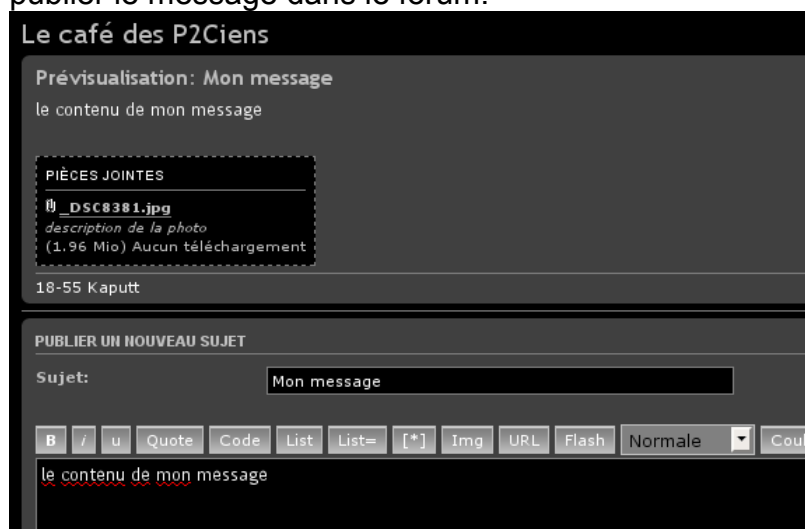 publier le message dans le forum.
Le café des P2Ciens
Prévisualisation: Mon message
le contenu de mon message
PIÈCES JOINTES
_DSC8381.jpg
description de la photo
(1.96 Mio) Aucun téléchargement
18-55 Kaputt
PUBLIER UN NOUVEAU SUJET
Sujet: Mon message
B i u Quote Code List List= [*] Img URL Flash Normale Coul
le contenu de mon message